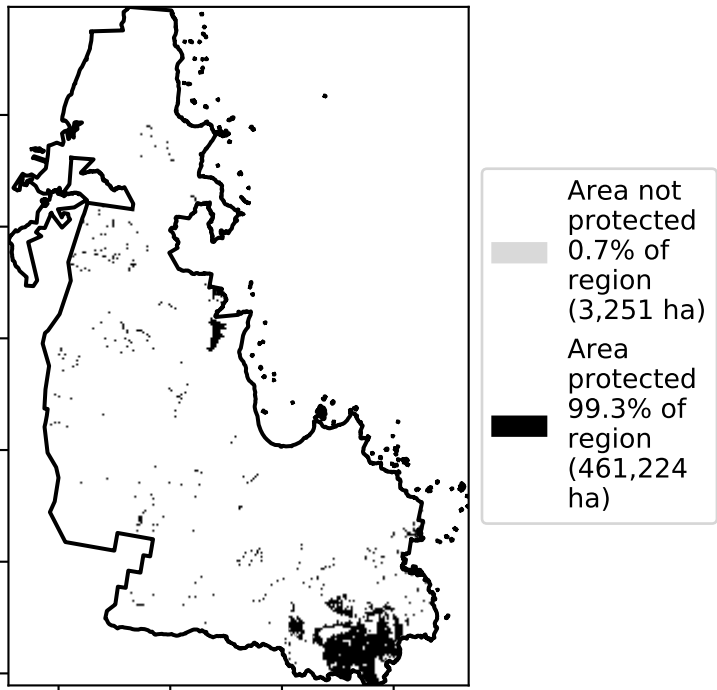 Area not
protected
0.7% of
region
(3,251 ha)
Area
protected
99.3% of
region
(461,224
ha)